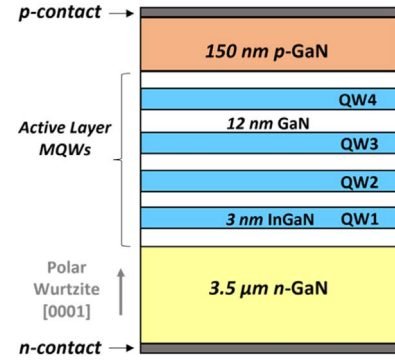 p-contact
150 nm p-GaN
QW4
12 nm GaN
Active Layer
MQWs
QW3
QW2
3 nm InGaN QW1
Polar
Wurtzite
[0001]
3.5 µm n-GaN
n-contact